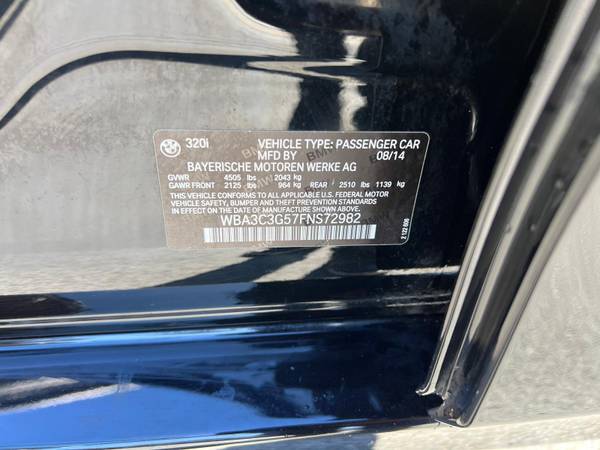 320i VEHICLE TYPE: PASSENGER CAR
MFD BY 08/14
BAYERISCHE MOTOREN WERKE AG
GVWR 4505 lbs 2043 kg
GAWR FRONT 2125 lbs 964 kg REAR 2510 lbs 1139 kg
THIS VEHICLE CONFORMS TO ALL APPLICABLE U.S. FEDERAL MOTOR
VEHICLE SAFETY, BUMPER, AND THEFT PREVENTION STANDARDS IN
EFFECT ON THE DATE OF MANUFACTURE SHOWN ABOVE.
WBA3C3G57FNS72982